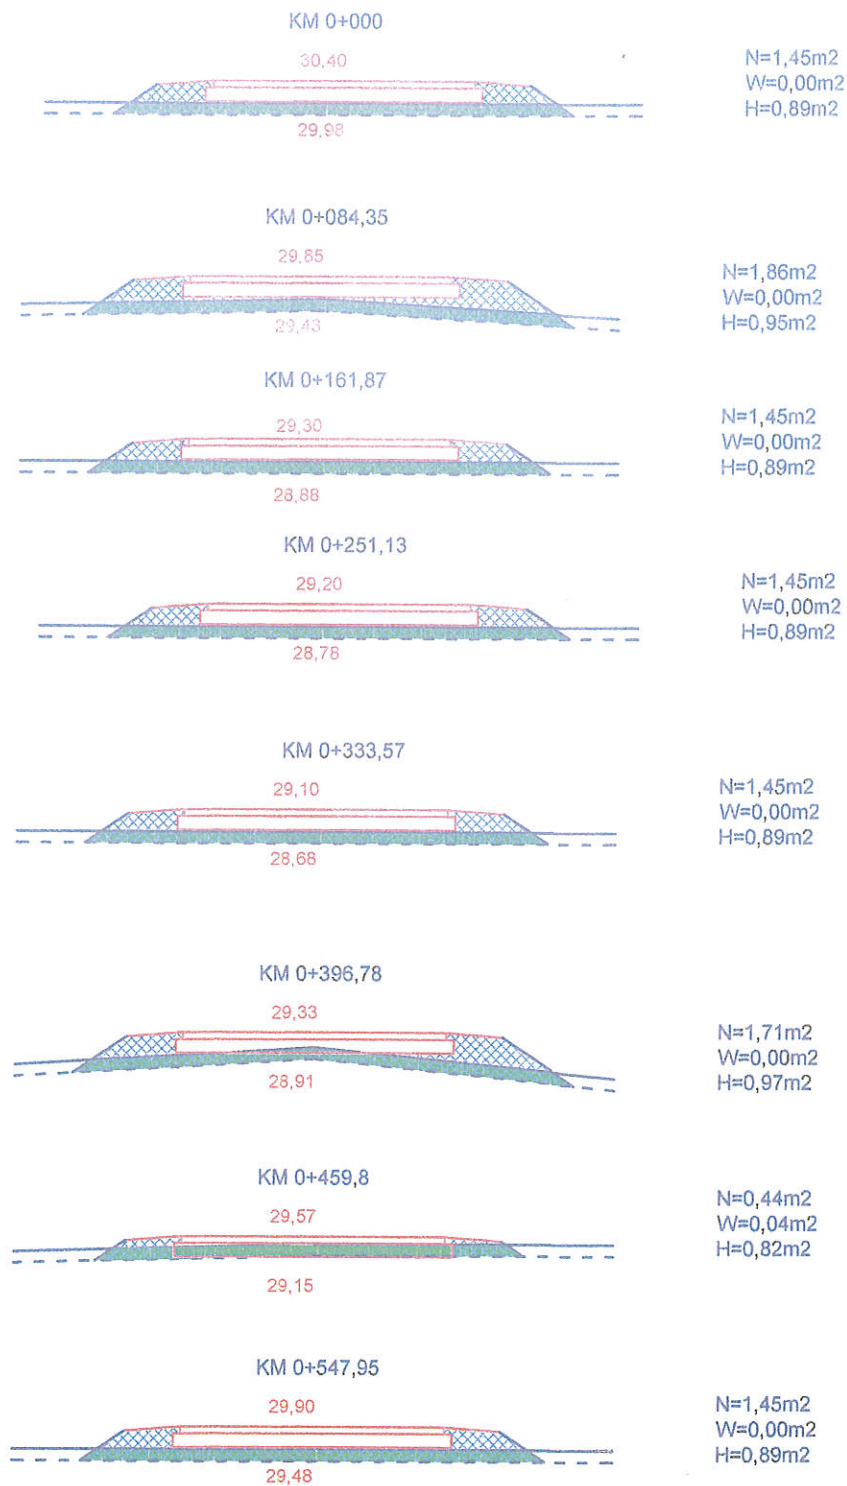 KM 0+000
30,40
29,98
N=1,45m2
W=0,00m2
H=0,89m2
KM 0+084,35
29,85
29,43
N=1,86m2
W=0,00m2
H=0,95m2
KM 0+161,87
29,30
28,88
N=1,45m2
W=0,00m2
H=0,89m2
KM 0+251,13
29,20
28,78
N=1,45m2
W=0,00m2
H=0,89m2
KM 0+333,57
29,10
28,68
N=1,45m2
W=0,00m2
H=0,89m2
KM 0+396,78
29,33
28,91
N=1,71m2
W=0,00m2
H=0,97m2
KM 0+459,8
29,57
29,15
N=0,44m2
W=0,04m2
H=0,82m2
KM 0+547,95
29,90
29,48
N=1,45m2
W=0,00m2
H=0,89m2